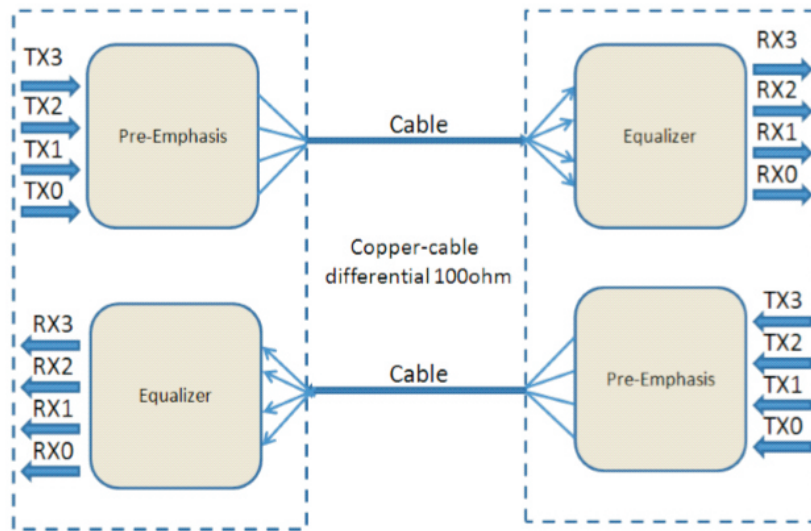 TX3
TX2
TX1
TX0
Pre-Emphasis
Cable
Equalizer
RX3
RX2
RX1
RX0
Copper-cable
differential 100ohm
RX3
RX2
RX1
RX0
Equalizer
Cable
Pre-Emphasis
TX3
TX2
TX1
TX0